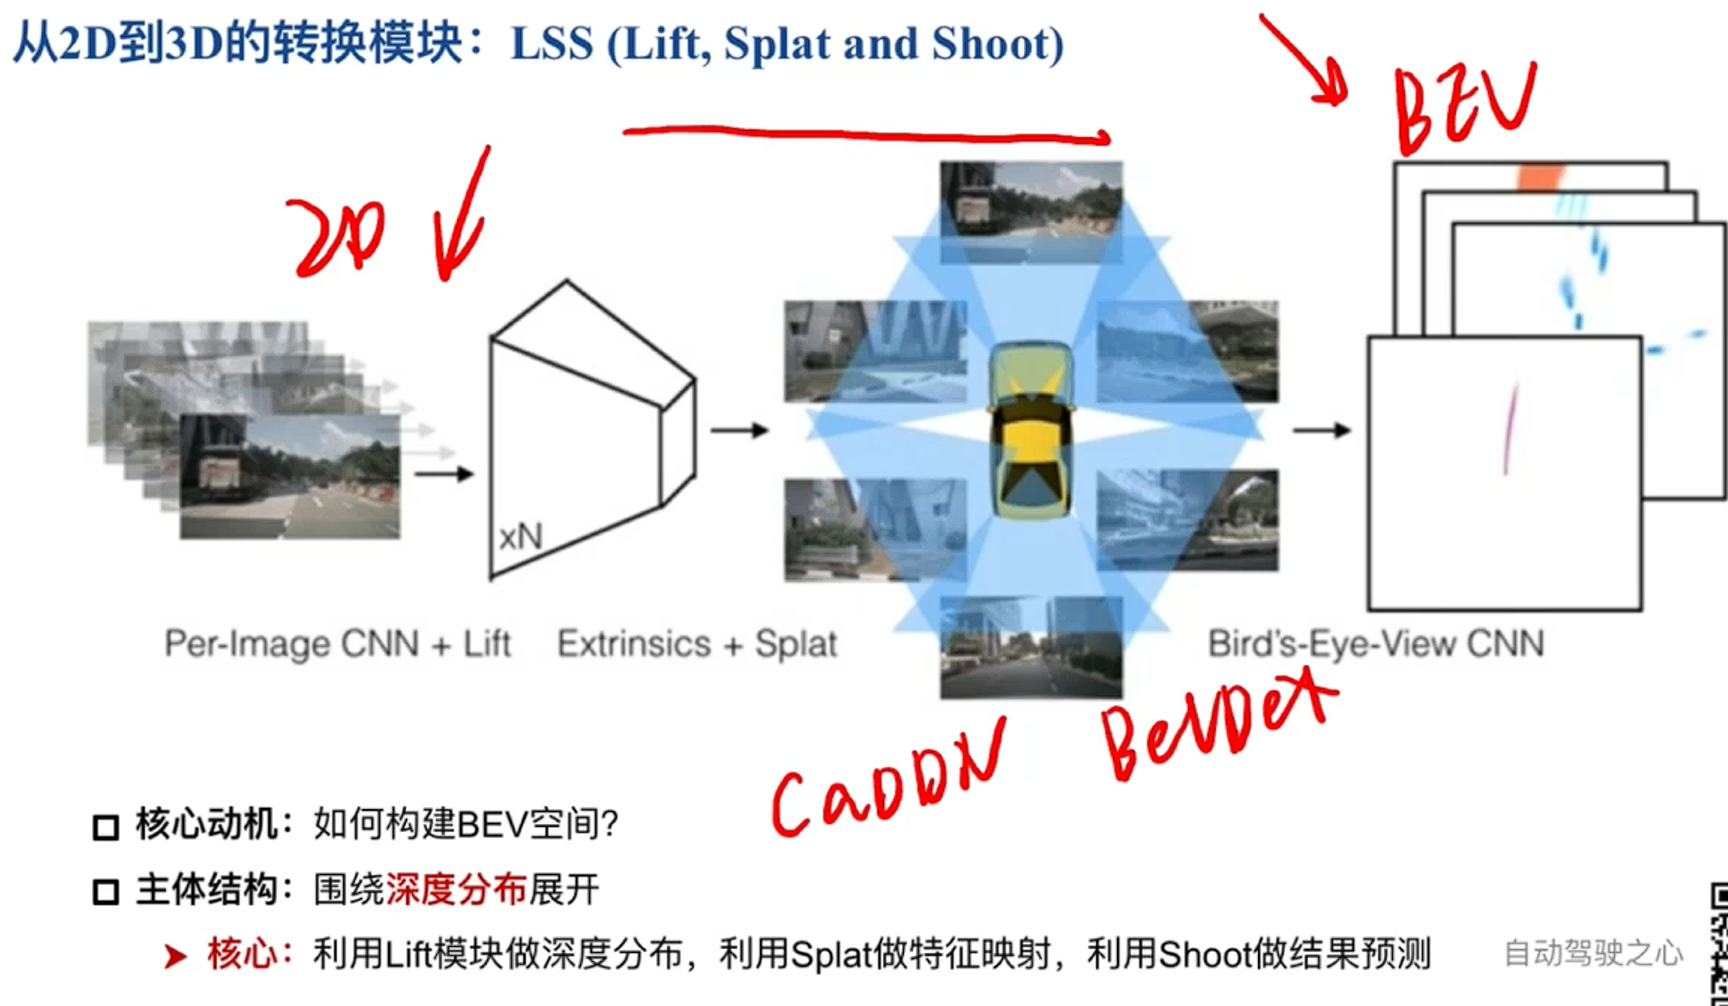 从2D到3D的转换模块：LSS (Lift, Splat and Shoot)
BEV
2D
xN
Per-Image CNN + Lift
Extrinsics + Splat
Bird's-Eye-View CNN
CaDDN
BevDet
核心动机：如何构建BEV空间?
主体结构：围绕深度分布展开
核心：利用Lift模块做深度分布，利用Splat做特征映射，利用Shoot做结果预测
自动驾驶之心